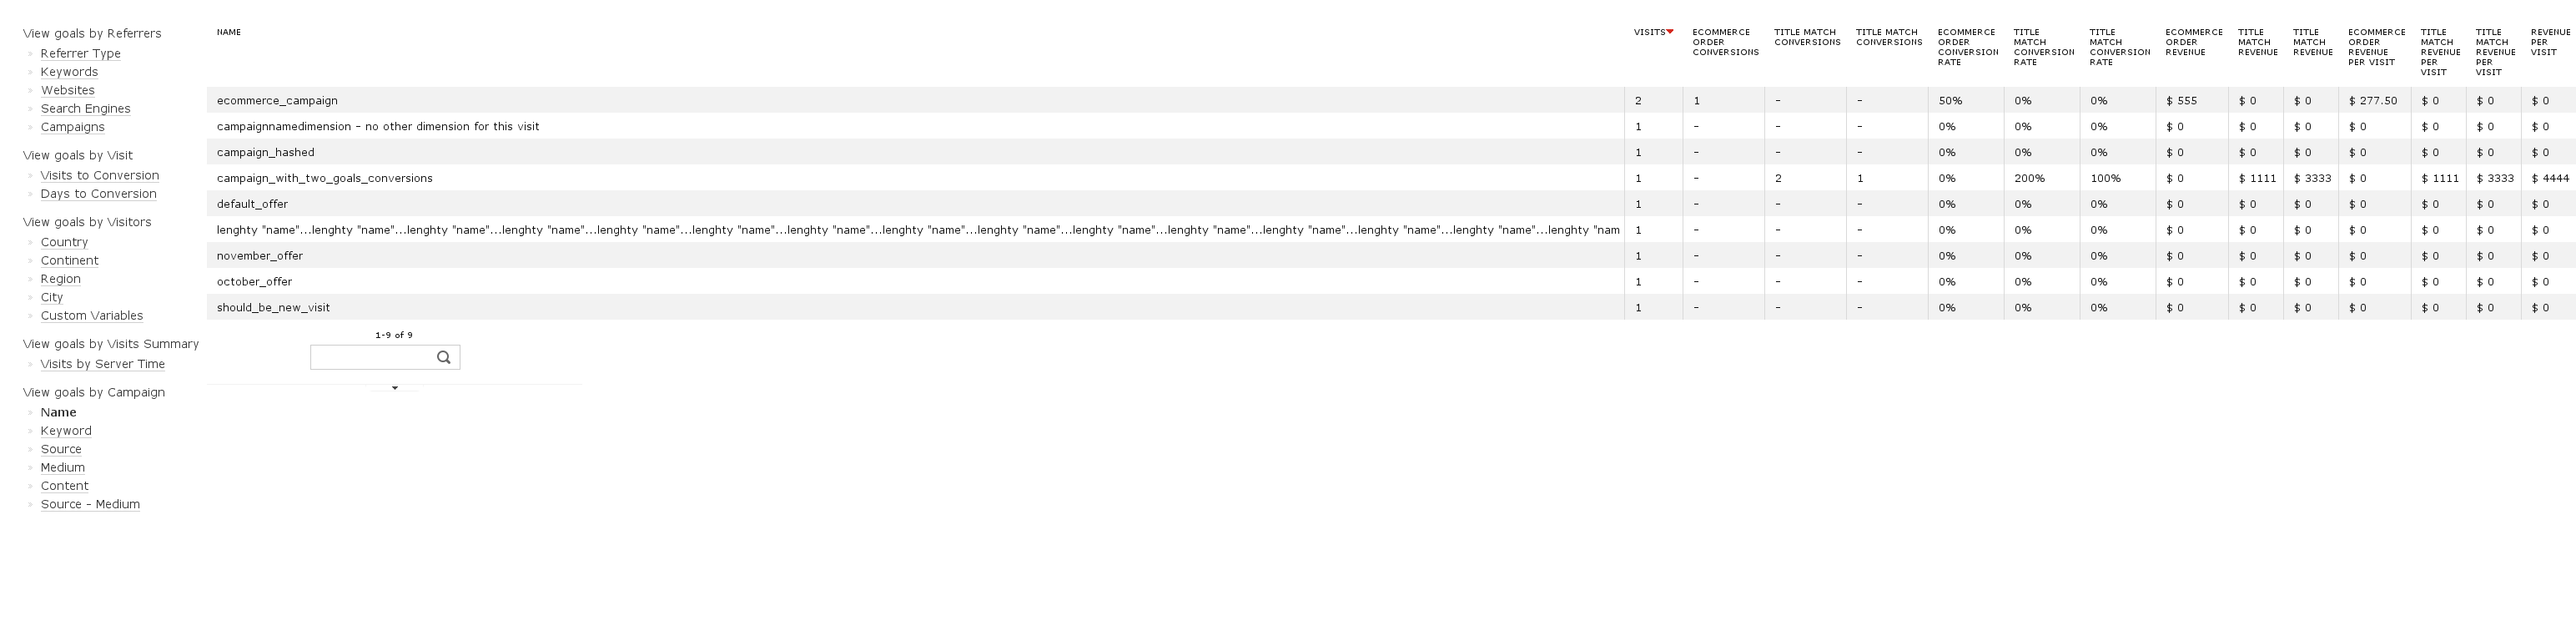 View goals by Referrers
» Referrer Type
» Keywords
» Websites
» Search Engines
» Campaigns
View goals by Visit
» Visits to Conversion
» Days to Conversion
View goals by Visitors
» Country
» Continent
» Region
» City
» Custom Variables
View goals by Visits Summary
» Visits by Server Time
View goals by Campaign
» Name
» Keyword
» Source
» Medium
» Content
» Source - Medium
NAME VISITS ECOMMERCE ORDER CONVERSIONS TITLE MATCH CONVERSIONS TITLE MATCH CONVERSIONS ECOMMERCE ORDER CONVERSION RATE TITLE MATCH CONVERSION RATE TITLE MATCH CONVERSION RATE ECOMMERCE ORDER REVENUE TITLE MATCH REVENUE TITLE MATCH REVENUE ECOMMERCE ORDER REVENUE PER VISIT TITLE MATCH REVENUE PER VISIT TITLE MATCH REVENUE PER VISIT REVENUE PER VISIT
ecommerce_campaign 2 1 - - 50% 0% 0% $ 555 $ 0 $ 0 $ 277.50 $ 0 $ 0 $ 0
campaignnamedimension - no other dimension for this visit 1 - - - 0% 0% 0% $ 0 $ 0 $ 0 $ 0 $ 0 $ 0 $ 0
campaign_hashed 1 - - - 0% 0% 0% $ 0 $ 0 $ 0 $ 0 $ 0 $ 0 $ 0
campaign_with_two_goals_conversions 1 - 2 1 0% 200% 100% $ 0 $ 1111 $ 3333 $ 0 $ 1111 $ 3333 $ 4444
default_offer 1 - - - 0% 0% 0% $ 0 $ 0 $ 0 $ 0 $ 0 $ 0 $ 0
lenghty "name"...lenghty "name"...lenghty "name"...lenghty "name"...lenghty "name"...lenghty "name"...lenghty "name"...lenghty "name"...lenghty "name"...lenghty "name"...lenghty "name"...lenghty "name"...lenghty "name"...lenghty "name"...lenghty "nam 1 - - - 0% 0% 0% $ 0 $ 0 $ 0 $ 0 $ 0 $ 0 $ 0
november_offer 1 - - - 0% 0% 0% $ 0 $ 0 $ 0 $ 0 $ 0 $ 0 $ 0
october_offer 1 - - - 0% 0% 0% $ 0 $ 0 $ 0 $ 0 $ 0 $ 0 $ 0
should_be_new_visit 1 - - - 0% 0% 0% $ 0 $ 0 $ 0 $ 0 $ 0 $ 0 $ 0
1-9 of 9